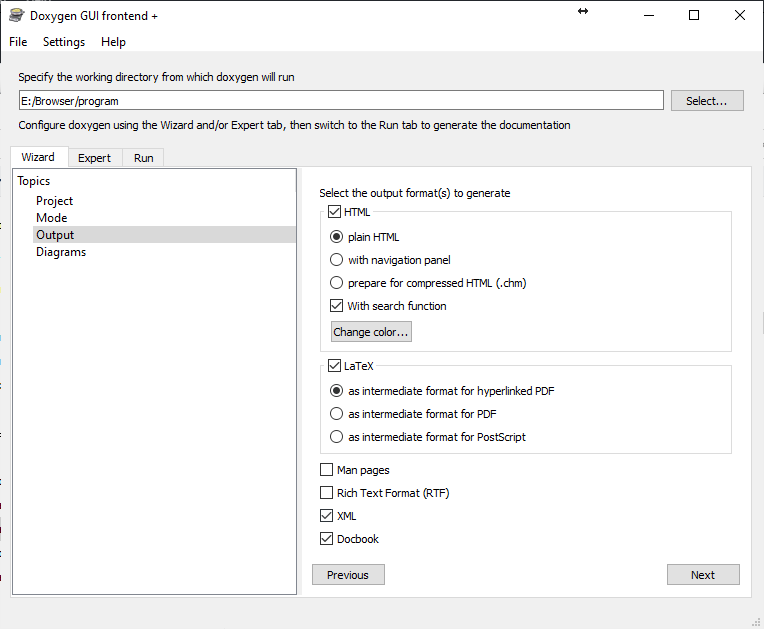 Doxygen GUI frontend +
File Settings Help
Specify the working directory from which doxygen will run
E:/Browser/program
Select...
Configure doxygen using the Wizard and/or Expert tab, then switch to the Run tab to generate the documentation
Wizard Expert Run
Topics
Project
Mode
Output
Diagrams
Select the output format(s) to generate
HTML
plain HTML
with navigation panel
prepare for compressed HTML (.chm)
With search function
Change color...
LaTeX
as intermediate format for hyperlinked PDF
as intermediate format for PDF
as intermediate format for PostScript
Man pages
Rich Text Format (RTF)
XML
Docbook
Previous
Next